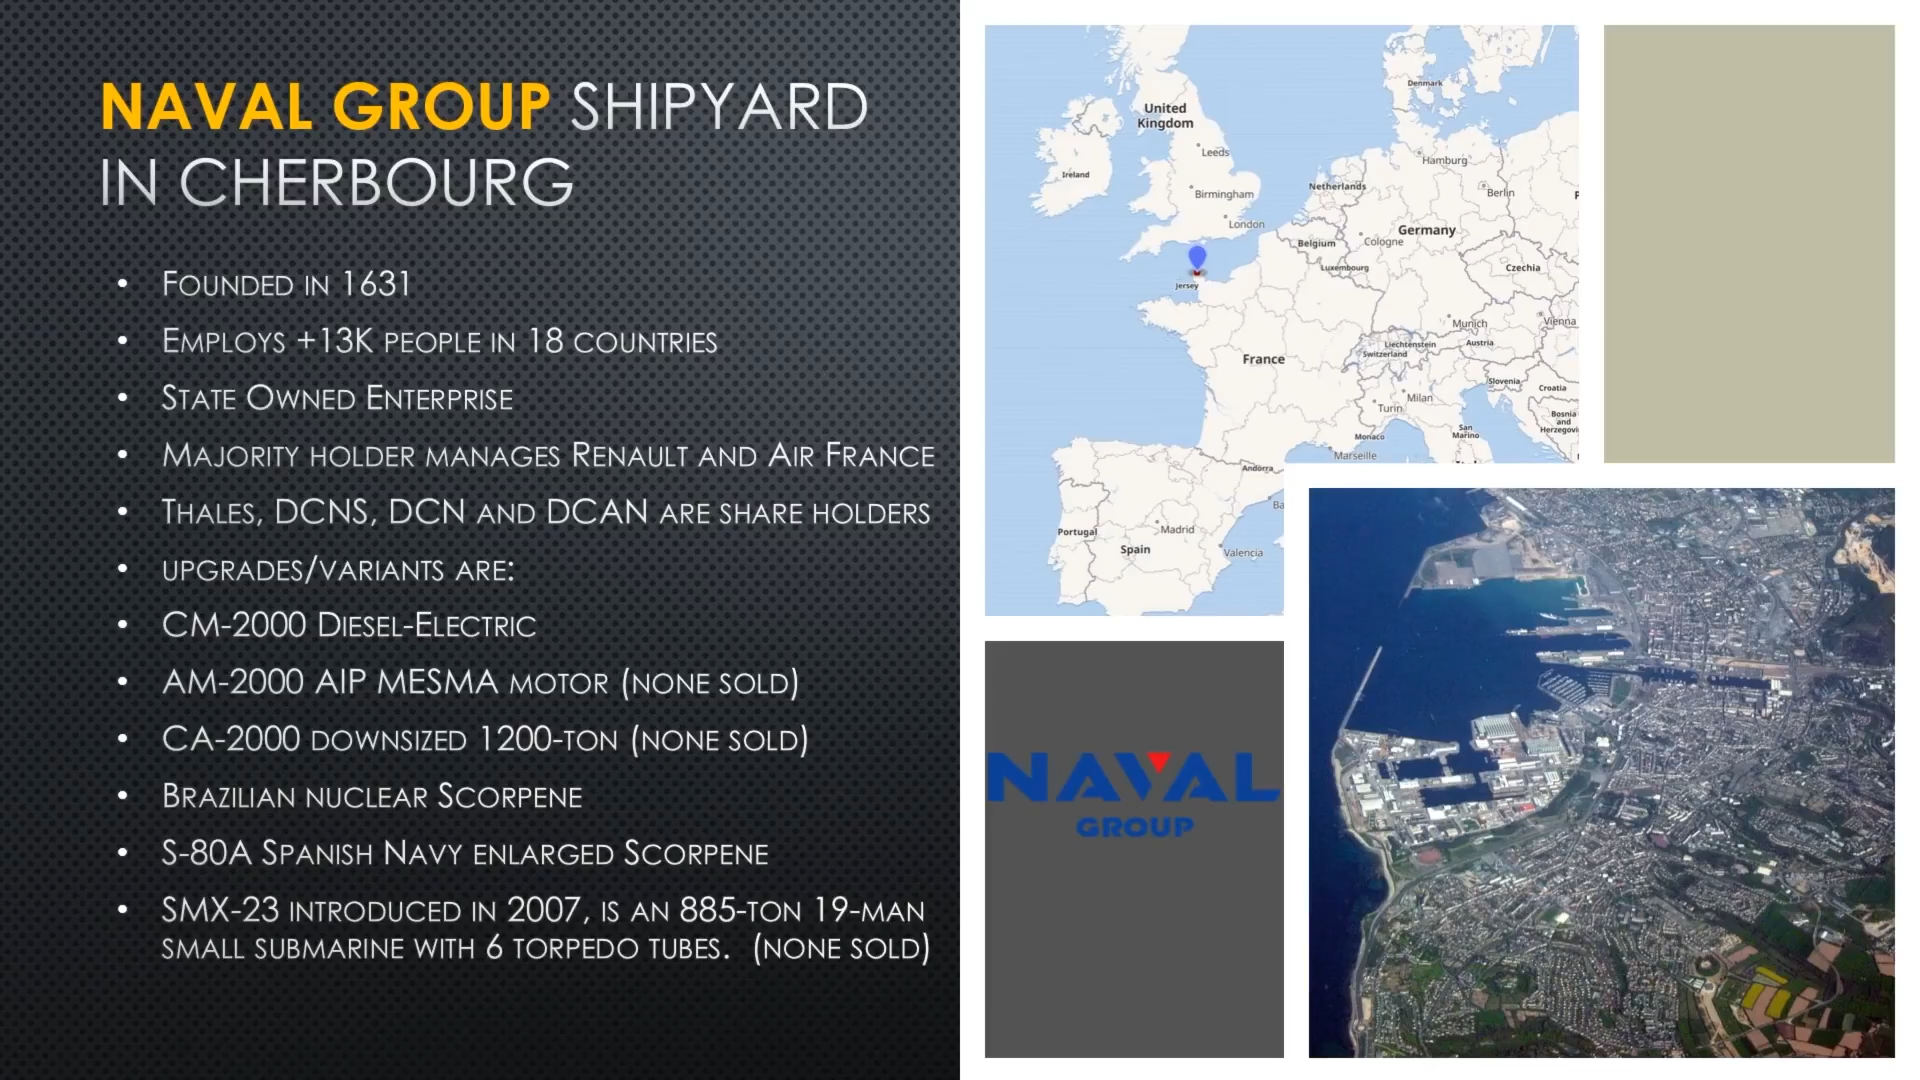 NAVAL GROUP SHIPYARD
IN CHERBOURG
• FOUNDED IN 1631
• EMPLOYS +13K PEOPLE IN 18 COUNTRIES
• STATE OWNED ENTERPRISE
• MAJORITY HOLDER MANAGES RENAULT AND AIR FRANCE
• THALES, DCNS, DCN AND DCAN ARE SHARE HOLDERS
• UPGRADES/VARIANTS ARE:
• CM-2000 DIESEL-ELECTRIC
• AM-2000 AIP MESMA MOTOR (NONE SOLD)
• CA-2000 DOWNSIZED 1200-TON (NONE SOLD)
• BRAZILIAN NUCLEAR SCORPENE
• S-80A SPANISH NAVY ENLARGED SCORPENE
• SMX-23 INTRODUCED IN 2007, IS AN 885-TON 19-MAN
SMALL SUBMARINE WITH 6 TORPEDO TUBES. (NONE SOLD)
Denmark
United
Kingdom
Leeds
Hamburg
Ireland
Netherlands
Berlin
Birmingham
London
Germany
Belgium
Cologne
Luxembourg
Czechia
Jersey
Munich
Vienna
Liechtenstein
Austria
Switzerland
France
Slovenia
Croatia
Milan
Turin
Bosnia
and
Herzegovi
San
Marino
Monaco
Marseille
Andorra
Ba
Madrid
Portugal
Spain
Valencia
NAVAL
GROUP